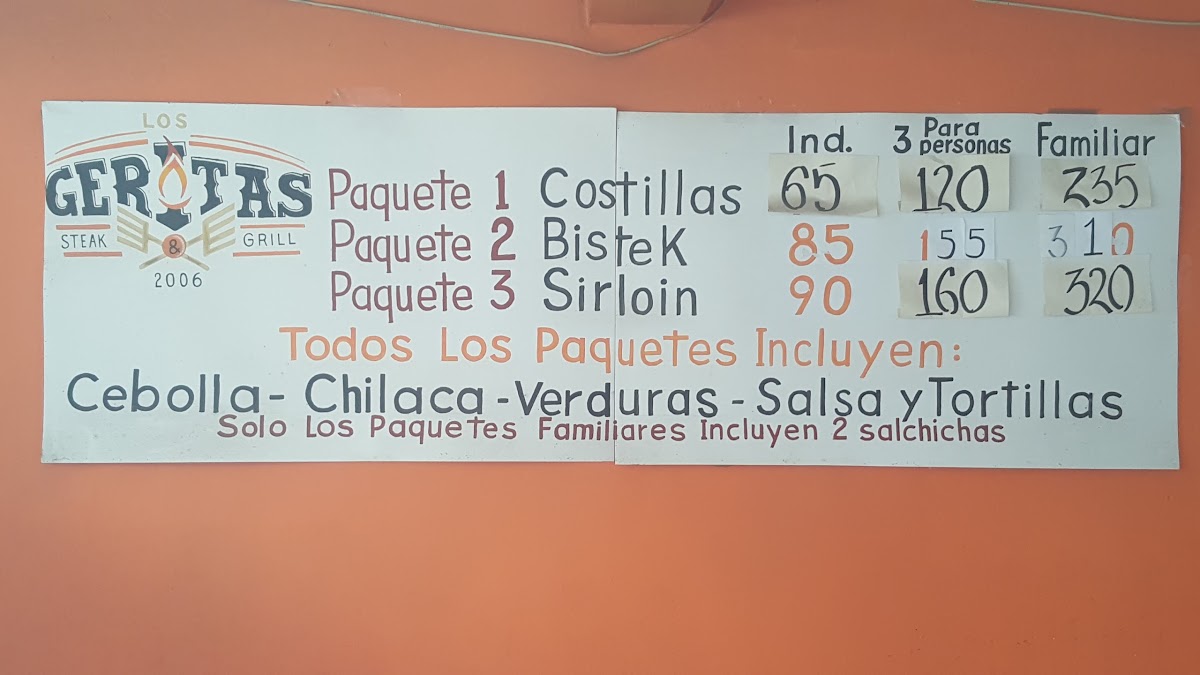 LOS
GERITAS
STEAK & GRILL
2006
Ind. 3 Para personas Familiar
Paquete 1 Costillas 65 120 235
Paquete 2 Bistek 85 155 310
Paquete 3 Sirloin 90 160 320
Todos Los Paquetes Incluyen:
Cebolla - Chilaca - Verduras - Salsa y Tortillas
Solo Los Paquetes Familiares Incluyen 2 salchichas